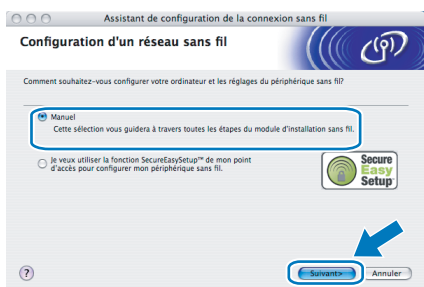 Assistant de configuration de la connexion sans fil
Configuration d'un réseau sans fil
Comment souhaitez-vous configurer votre ordinateur et les réglages du périphérique sans fil?
Manuel
Cette sélection vous guidera à travers toutes les étapes du module d'installation sans fil.
Je veux utiliser la fonction SecureEasySetup™ de mon point
d'accès pour configurer mon périphérique sans fil.
Secure
Easy
Setup
?
Suivant>
Annuler